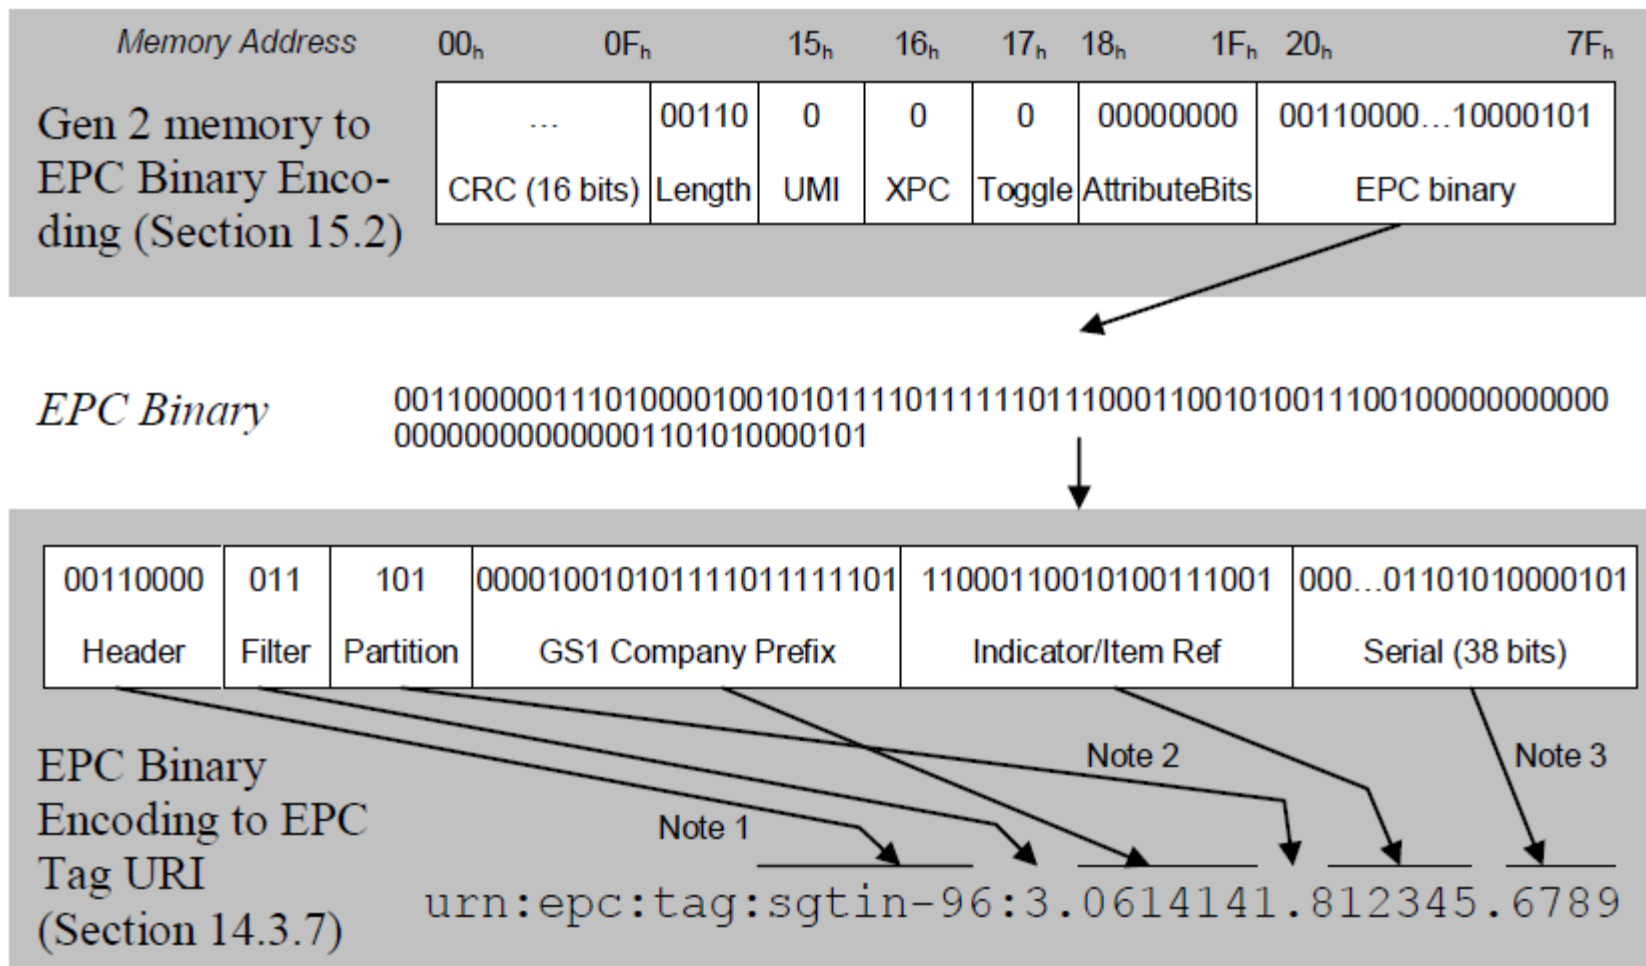 Memory Address 00h 0Fh 15h 16h 17h 18h 1Fh 20h 7Fh
Gen 2 memory to
EPC Binary Enco-
ding (Section 15.2)
... 00110 0 0 0 00000000 00110000...10000101
CRC (16 bits) Length UMI XPC Toggle AttributeBits EPC binary
EPC Binary
001100000111010000100101011110111111011100011001010011100100000000000
000000000000001101010000101
00110000 011 101 000010010101111011111101 11000110010100111001 000...01101010000101
Header Filter Partition GS1 Company Prefix Indicator/Item Ref Serial (38 bits)
EPC Binary
Encoding to EPC
Tag URI
(Section 14.3.7)
Note 1
Note 2
Note 3
urn:epc:tag:sgtin-96:3.0614141.812345.6789